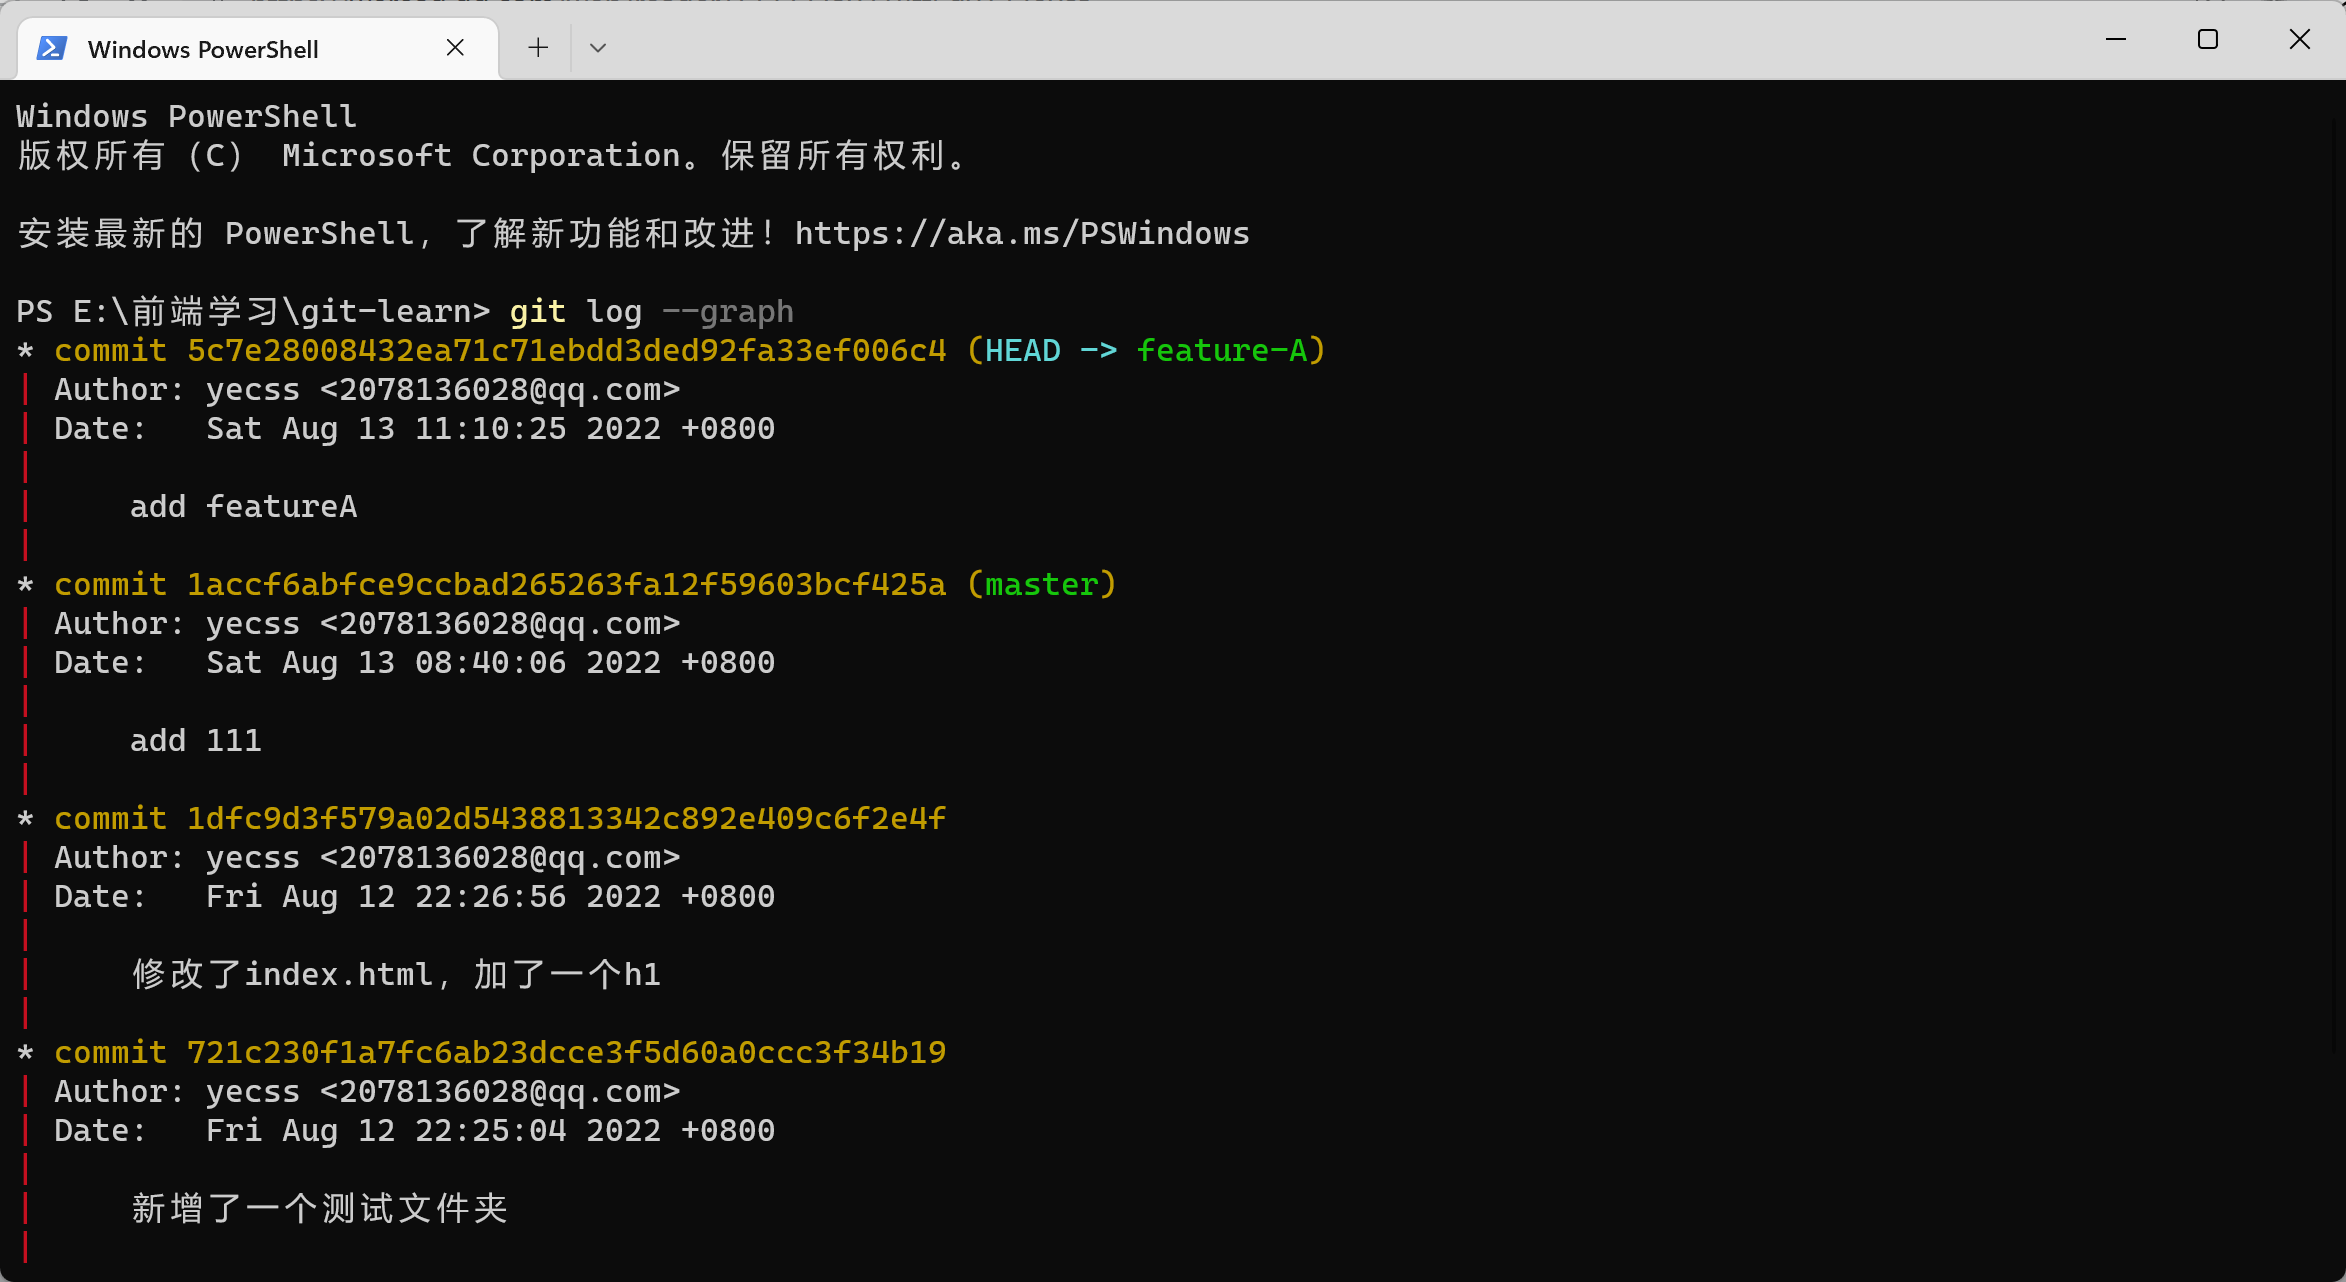 Windows PowerShell
Windows PowerShell
版权所有（C） Microsoft Corporation。保留所有权利。
安装最新的 PowerShell，了解新功能和改进！https://aka.ms/PSWindows
PS E:\前端学习\git-learn> git log --graph
* commit 5c7e28008432ea71c71ebdd3ded92fa33ef006c4 (HEAD -> feature-A)
| Author: yecss <2078136028@qq.com>
| Date:   Sat Aug 13 11:10:25 2022 +0800
|
|     add featureA
|
* commit 1accf6abfce9ccbad265263fa12f59603bcf425a (master)
| Author: yecss <2078136028@qq.com>
| Date:   Sat Aug 13 08:40:06 2022 +0800
|
|     add 111
|
* commit 1dfc9d3f579a02d5438813342c892e409c6f2e4f
| Author: yecss <2078136028@qq.com>
| Date:   Fri Aug 12 22:26:56 2022 +0800
|
|     修改了index.html，加了一个h1
|
* commit 721c230f1a7fc6ab23dcce3f5d60a0ccc3f34b19
| Author: yecss <2078136028@qq.com>
| Date:   Fri Aug 12 22:25:04 2022 +0800
|
|     新增了一个测试文件夹
|